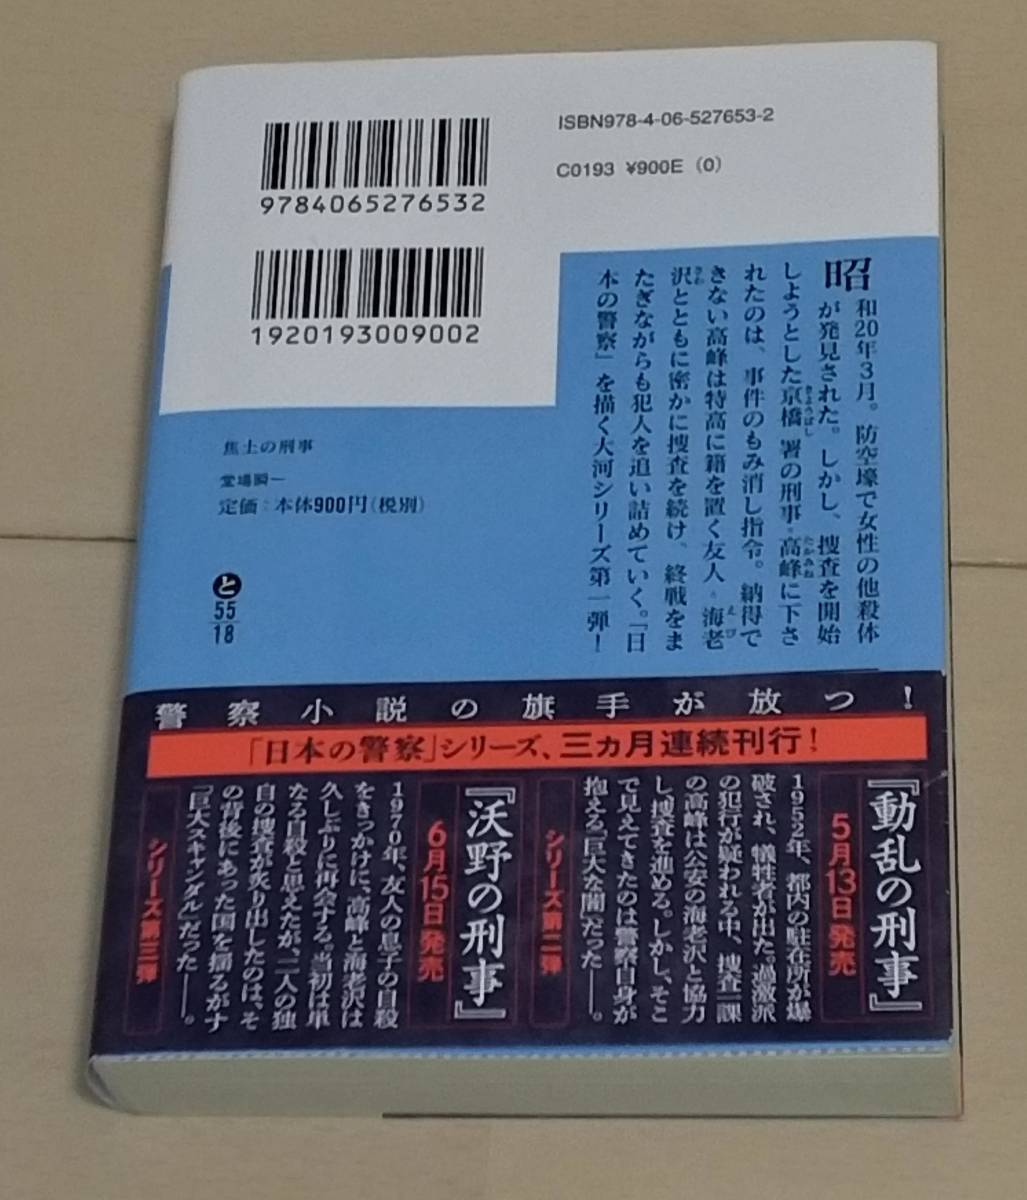 ISBN978-4-06-527653-2
C0193 ¥900E (0)
9784065276532
1920193009002
昭和20年3月。防空壕で女性の他殺体
が発見された。しかし、捜査を開始
しようとした京橋署の刑事・高峰に下さ
れたのは、事件のもみ消し指令。納得で
きない高峰は特高に籍を置く友人・海老
沢とともに密かに捜査を続け、終戦をま
たぎながらも犯人を追い詰めていく。「日
本の警察」を描く大河シリーズ第一弾！
きょうばし
たかみね
えび
さわ
焦土の刑事
堂場瞬一
定価：本体900円（税別）
と
55
18
警察小説の旗手が放つ！
「日本の警察」シリーズ、三ヵ月連続刊行！
『動乱の刑事』
5月13日発売
1952年、都内の駐在所が爆
破され、犠牲者が出た。過激派
の犯行が疑われる中、捜査一課
の高峰は公安の海老沢と協力
し捜査を進める。しかし、そこ
で見えてきたのは警察自身が
抱える「巨大な闇」だった――。
シリーズ第二弾
『沃野の刑事』
6月15日発売
1970年、友人の息子の自殺
をきっかけに、高峰と海老沢は
久しぶりに再会する。当初は単
なる自殺と思えたが、二人の独
自の捜査が炙り出したのは、そ
の背後にあった国を揺るがす
「巨大スキャンダル」だった――。
シリーズ第三弾